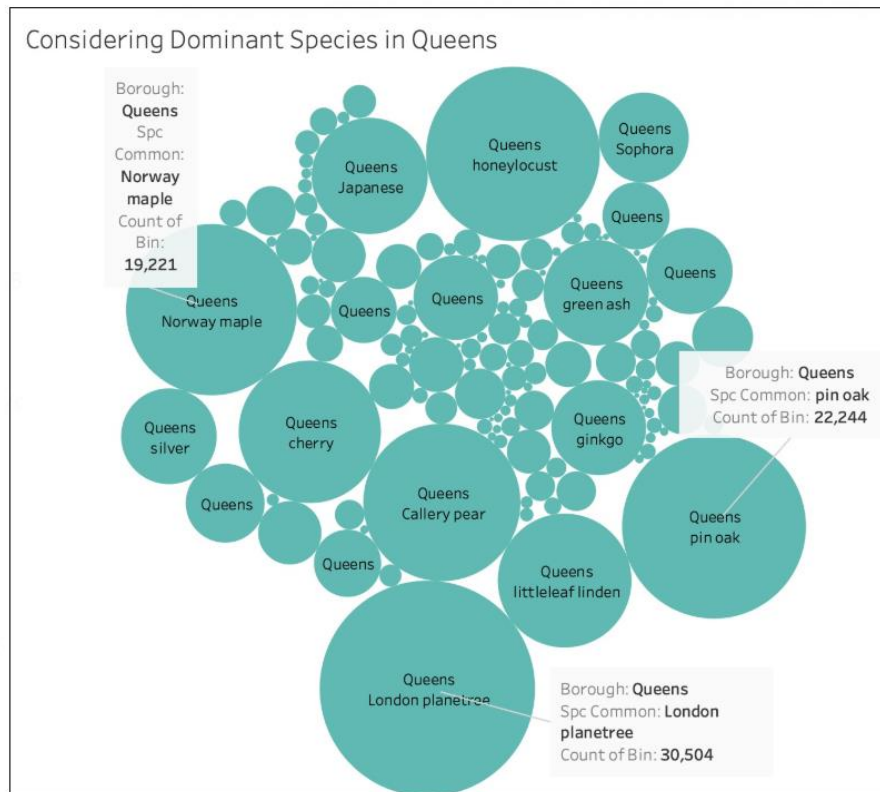 Considering Dominant Species in Queens
Borough:
Queens
Spc
Common:
Norway
maple
Count of
Bin:
19,221
Queens
Japanese
Queens
honeylocust
Queens
Sophora
Queens
Queens
Norway maple
Queens
Queens
Queens
green ash
Queens
Borough: Queens
Spc Common: pin oak
Count of Bin: 22,244
Queens
silver
Queens
cherry
Queens
ginkgo
Queens
Queens
Callery pear
Queens
pin oak
Queens
Queens
littleleaf linden
Queens
London planetree
Borough: Queens
Spc Common: London
planetree
Count of Bin: 30,504